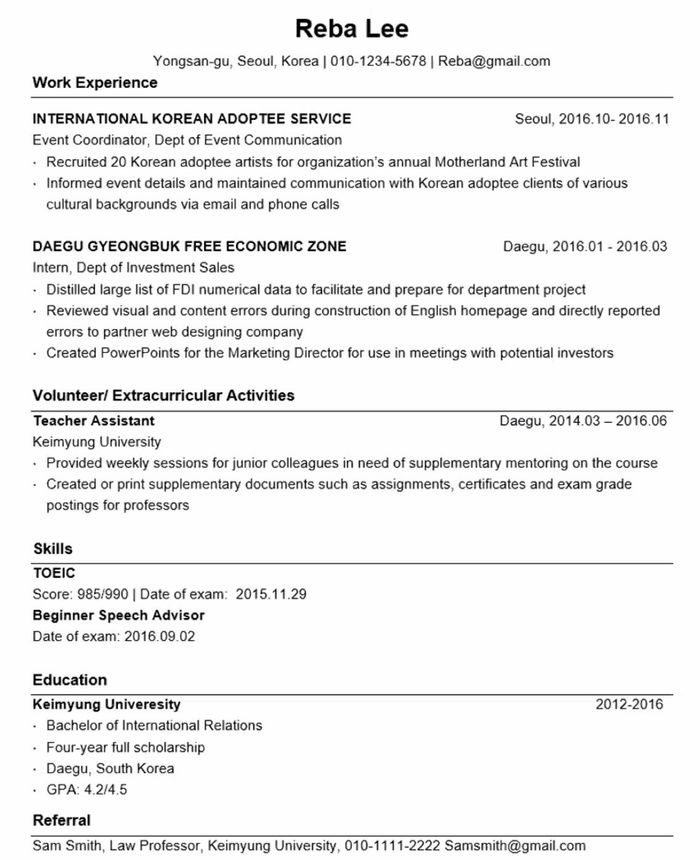 Reba Lee
Yongsan-gu, Seoul, Korea | 010-1234-5678 | Reba@gmail.com
Work Experience
INTERNATIONAL KOREAN ADOPTEE SERVICE Seoul, 2016.10- 2016.11
Event Coordinator, Dept of Event Communication
· Recruited 20 Korean adoptee artists for organization's annual Motherland Art Festival
· Informed event details and maintained communication with Korean adoptee clients of various
cultural backgrounds via email and phone calls
DAEGU GYEONGBUK FREE ECONOMIC ZONE Daegu, 2016.01 - 2016.03
Intern, Dept of Investment Sales
· Distilled large list of FDI numerical data to facilitate and prepare for department project
· Reviewed visual and content errors during construction of English homepage and directly reported
errors to partner web designing company
· Created PowerPoints for the Marketing Director for use in meetings with potential investors
Volunteer/ Extracurricular Activities
Teacher Assistant Daegu, 2014.03 – 2016.06
Keimyung University
· Provided weekly sessions for junior colleagues in need of supplementary mentoring on the course
· Created or print supplementary documents such as assignments, certificates and exam grade
postings for professors
Skills
TOEIC
Score: 985/990 | Date of exam: 2015.11.29
Beginner Speech Advisor
Date of exam: 2016.09.02
Education
Keimyung Univeresity 2012-2016
· Bachelor of International Relations
· Four-year full scholarship
· Daegu, South Korea
· GPA: 4.2/4.5
Referral
Sam Smith, Law Professor, Keimyung University, 010-1111-2222 Samsmith@gmail.com